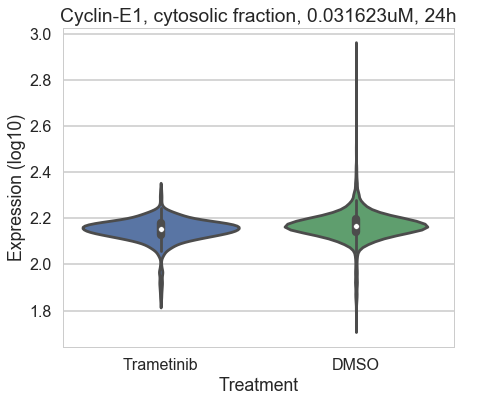 Cyclin-E1, cytosolic fraction, 0.031623uM, 24h
Expression (log10)
3.0
2.8
2.6
2.4
2.2
2.0
1.8
Trametinib DMSO
Treatment